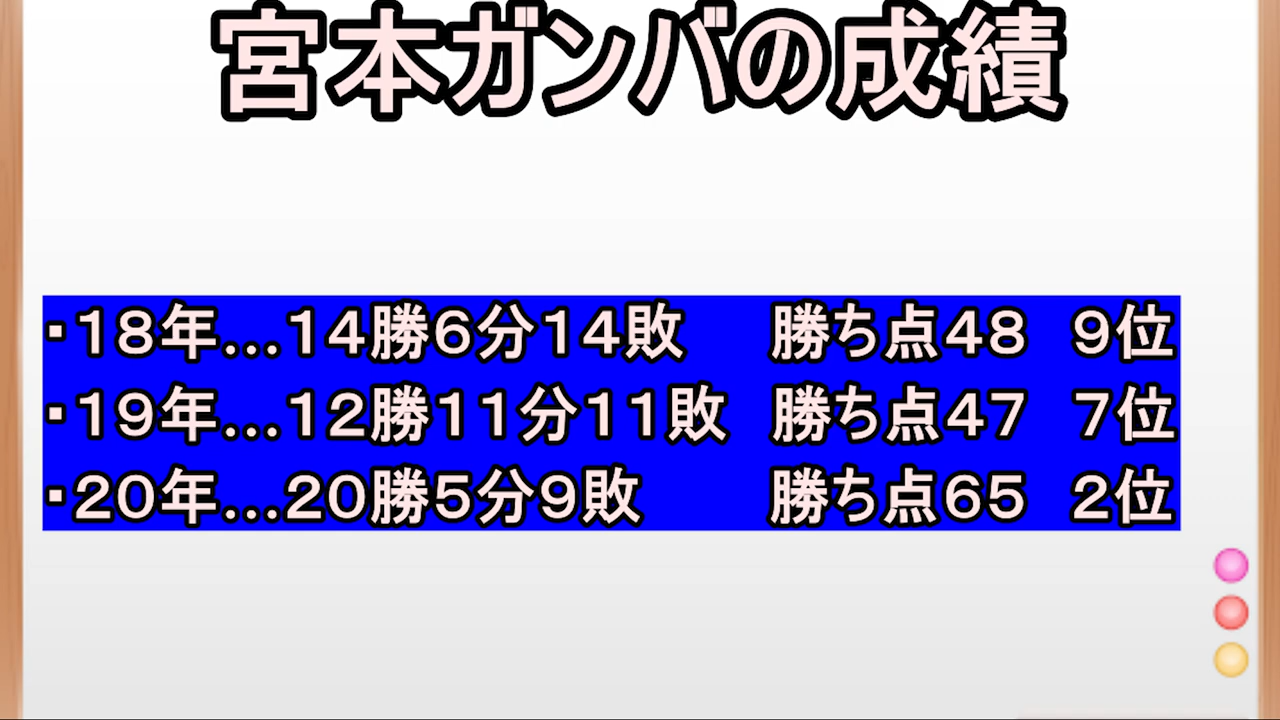 宮本ガンバの成績
・18年…14勝6分14敗　勝ち点48　9位
・19年…12勝11分11敗　勝ち点47　7位
・20年…20勝5分9敗　勝ち点65　2位